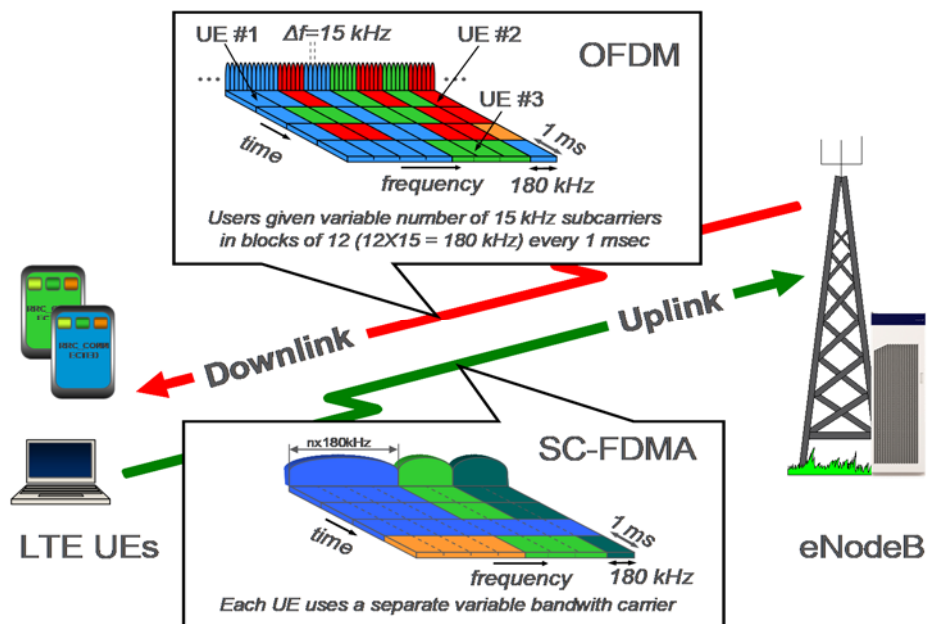 UE #1
Δf=15 kHz
UE #2
OFDM
...
...
UE #3
1 ms
time
frequency
180 kHz
Users given variable number of 15 kHz subcarriers
in blocks of 12 (12X15 = 180 kHz) every 1 msec
Downlink
Uplink
nx180kHz
SC-FDMA
1 ms
time
frequency
180 kHz
Each UE uses a separate variable bandwith carrier
LTE UEs
eNodeB